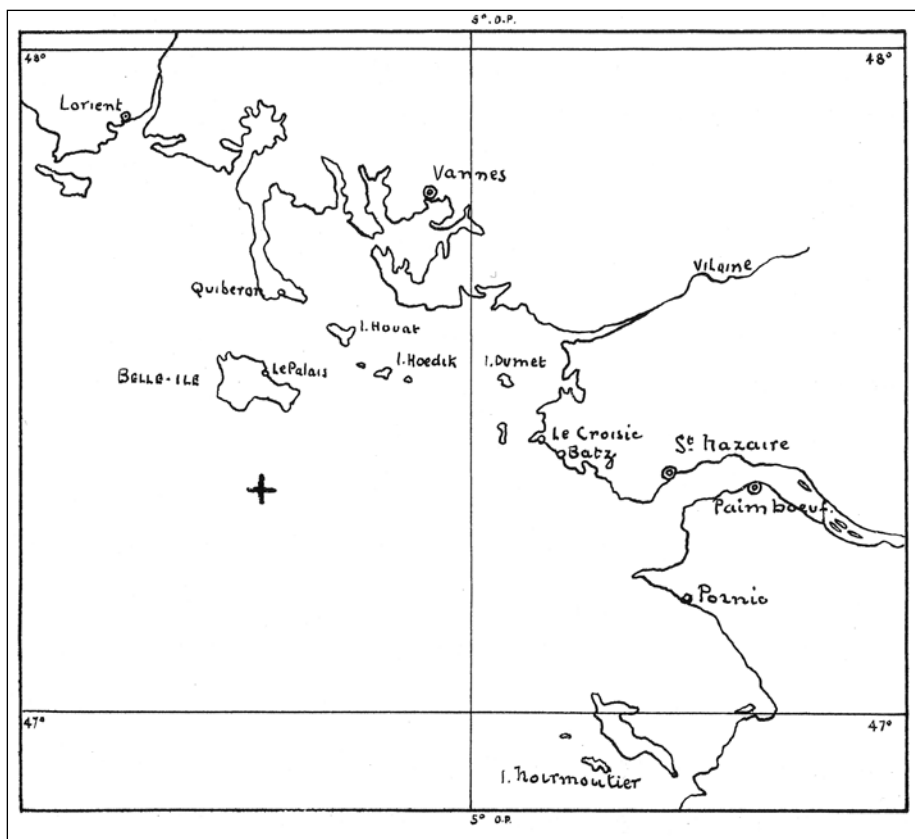 5° O.P.
48°
48°
Lorient
Vannes
Vilaine
Quiberon
I. Houat
I. Hoedik
I. Dumet
Le Palais
BELLE-ILE
Le Croisic
Batz
St. Nazaire
Paimboeuf.
Pornic
47°
47°
I. Noirmoutier
5° O.P.